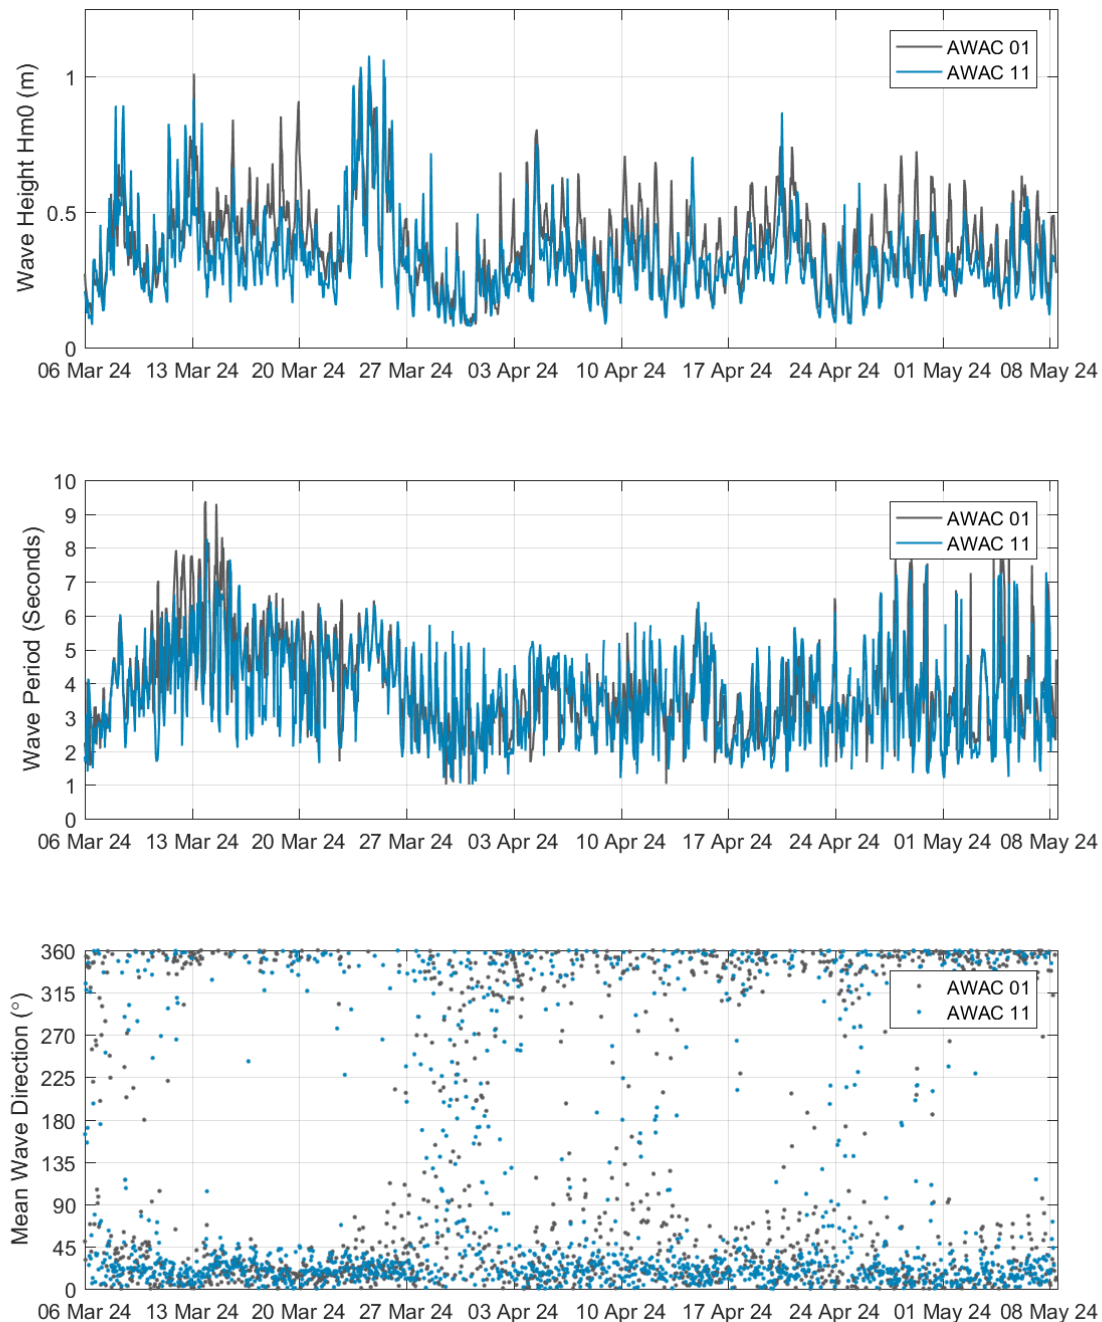 Wave Height Hm0 (m)
1
0.5
0
AWAC 01
AWAC 11
06 Mar 24 13 Mar 24 20 Mar 24 27 Mar 24 03 Apr 24 10 Apr 24 17 Apr 24 24 Apr 24 01 May 24 08 May 24
Wave Period (Seconds)
10
9
8
7
6
5
4
3
2
1
0
AWAC 01
AWAC 11
06 Mar 24 13 Mar 24 20 Mar 24 27 Mar 24 03 Apr 24 10 Apr 24 17 Apr 24 24 Apr 24 01 May 24 08 May 24
Mean Wave Direction (°)
360
315
270
225
180
135
90
45
0
AWAC 01
AWAC 11
06 Mar 24 13 Mar 24 20 Mar 24 27 Mar 24 03 Apr 24 10 Apr 24 17 Apr 24 24 Apr 24 01 May 24 08 May 24